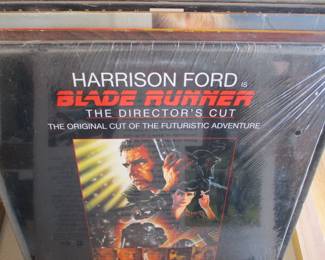 HARRISON FORD IS
BLADE RUNNER
THE DIRECTOR'S CUT
THE ORIGINAL CUT OF THE FUTURISTIC ADVENTURE